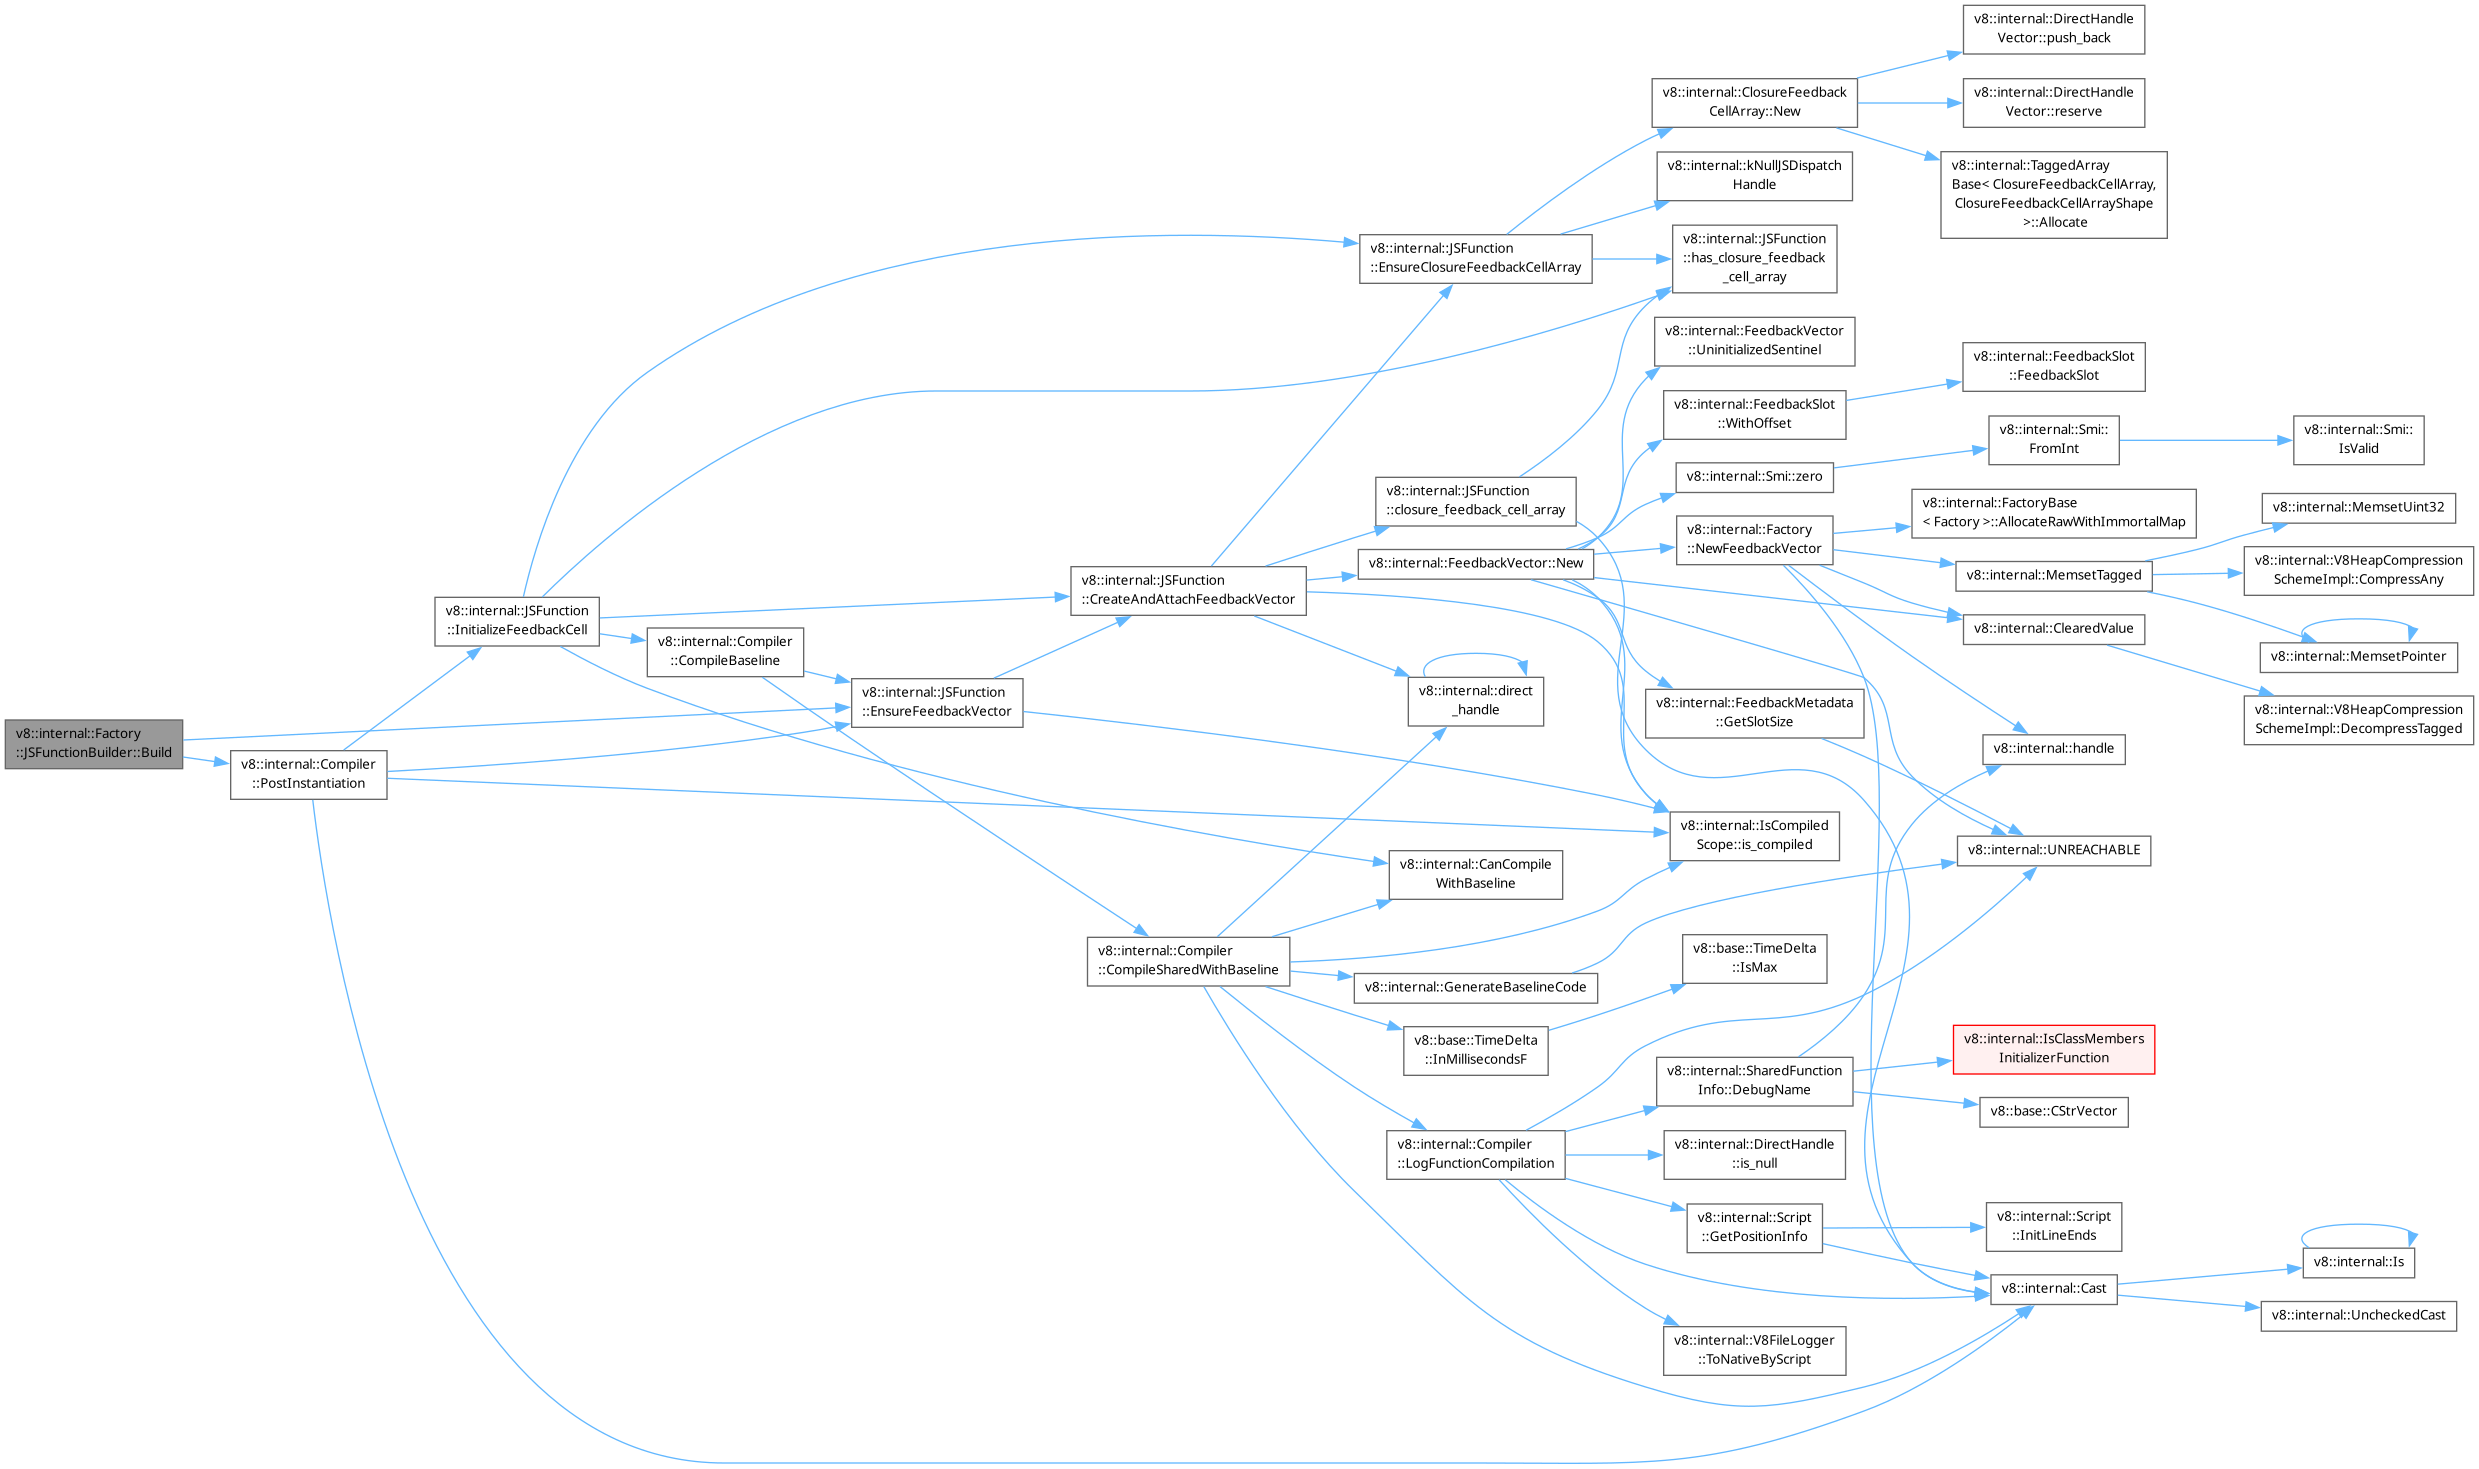 v8::internal::Factory
::JSFunctionBuilder::Build
v8::internal::Compiler
::PostInstantiation
v8::internal::JSFunction
::InitializeFeedbackCell
v8::internal::Compiler
::CompileBaseline
v8::internal::JSFunction
::EnsureFeedbackVector
v8::internal::JSFunction
::CreateAndAttachFeedbackVector
v8::internal::Compiler
::CompileSharedWithBaseline
v8::internal::JSFunction
::EnsureClosureFeedbackCellArray
v8::internal::JSFunction
::closure_feedback_cell_array
v8::internal::FeedbackVector::New
v8::internal::direct
_handle
v8::internal::CanCompile
WithBaseline
v8::internal::GenerateBaselineCode
v8::base::TimeDelta
::InMillisecondsF
v8::internal::Compiler
::LogFunctionCompilation
v8::internal::ClosureFeedback
CellArray::New
v8::internal::kNullJSDispatch
Handle
v8::internal::JSFunction
::has_closure_feedback
_cell_array
v8::internal::FeedbackVector
::UninitializedSentinel
v8::internal::FeedbackSlot
::WithOffset
v8::internal::Smi::zero
v8::internal::Factory
::NewFeedbackVector
v8::internal::FeedbackMetadata
::GetSlotSize
v8::internal::IsCompiled
Scope::is_compiled
v8::base::TimeDelta
::IsMax
v8::internal::SharedFunction
Info::DebugName
v8::internal::DirectHandle
::is_null
v8::internal::Script
::GetPositionInfo
v8::internal::V8FileLogger
::ToNativeByScript
v8::internal::DirectHandle
Vector::push_back
v8::internal::DirectHandle
Vector::reserve
v8::internal::TaggedArray
Base< ClosureFeedbackCellArray,
ClosureFeedbackCellArrayShape
>::Allocate
v8::internal::FeedbackSlot
::FeedbackSlot
v8::internal::Smi::
FromInt
v8::internal::FactoryBase
< Factory >::AllocateRawWithImmortalMap
v8::internal::MemsetTagged
v8::internal::ClearedValue
v8::internal::handle
v8::internal::UNREACHABLE
v8::internal::IsClassMembers
InitializerFunction
v8::base::CStrVector
v8::internal::Script
::InitLineEnds
v8::internal::Cast
v8::internal::Smi::
IsValid
v8::internal::MemsetUint32
v8::internal::V8HeapCompression
SchemeImpl::CompressAny
v8::internal::MemsetPointer
v8::internal::V8HeapCompression
SchemeImpl::DecompressTagged
v8::internal::Is
v8::internal::UncheckedCast